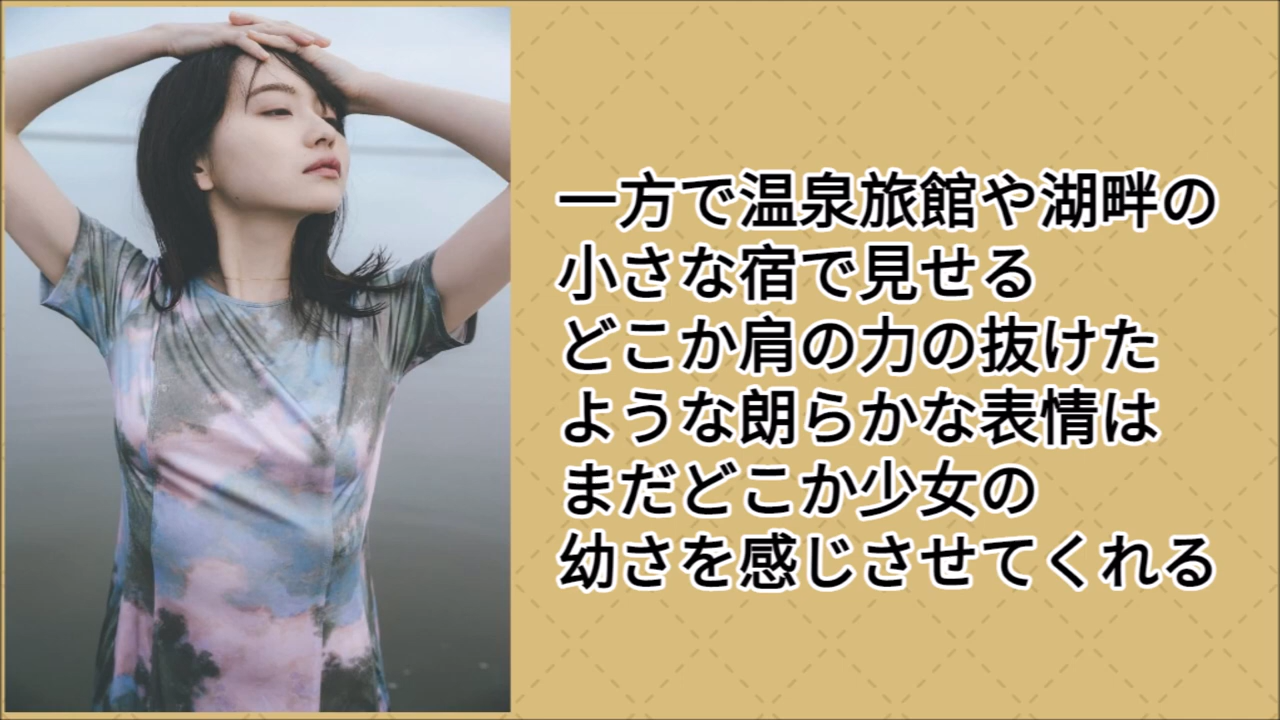 一方で温泉旅館や湖畔の
小さな宿で見せる
どこか肩の力の抜けた
ような朗らかな表情は
まだどこか少女の
幼さを感じさせてくれる